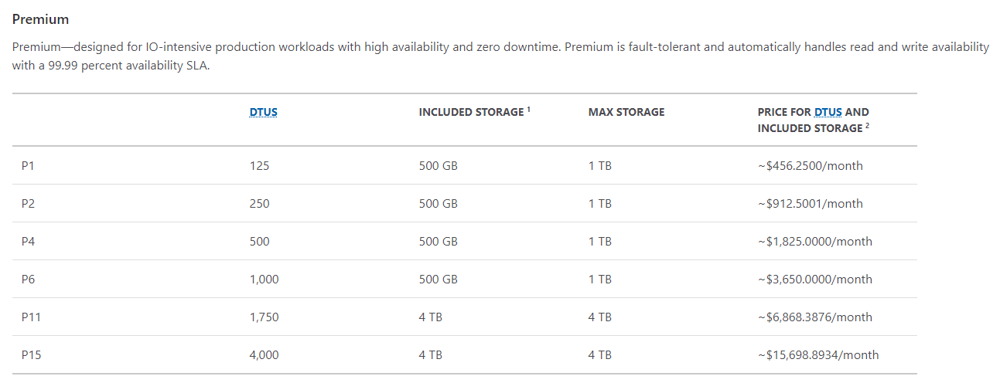 Premium
Premium—designed for IO-intensive production workloads with high availability and zero downtime. Premium is fault-tolerant and automatically handles read and write availability
with a 99.99 percent availability SLA.
DTUS INCLUDED STORAGE 1 MAX STORAGE PRICE FOR DTUS AND
INCLUDED STORAGE 2
P1 125 500 GB 1 TB ~$456.2500/month
P2 250 500 GB 1 TB ~$912.5001/month
P4 500 500 GB 1 TB ~$1,825.0000/month
P6 1,000 500 GB 1 TB ~$3,650.0000/month
P11 1,750 4 TB 4 TB ~$6,868.3876/month
P15 4,000 4 TB 4 TB ~$15,698.8934/month